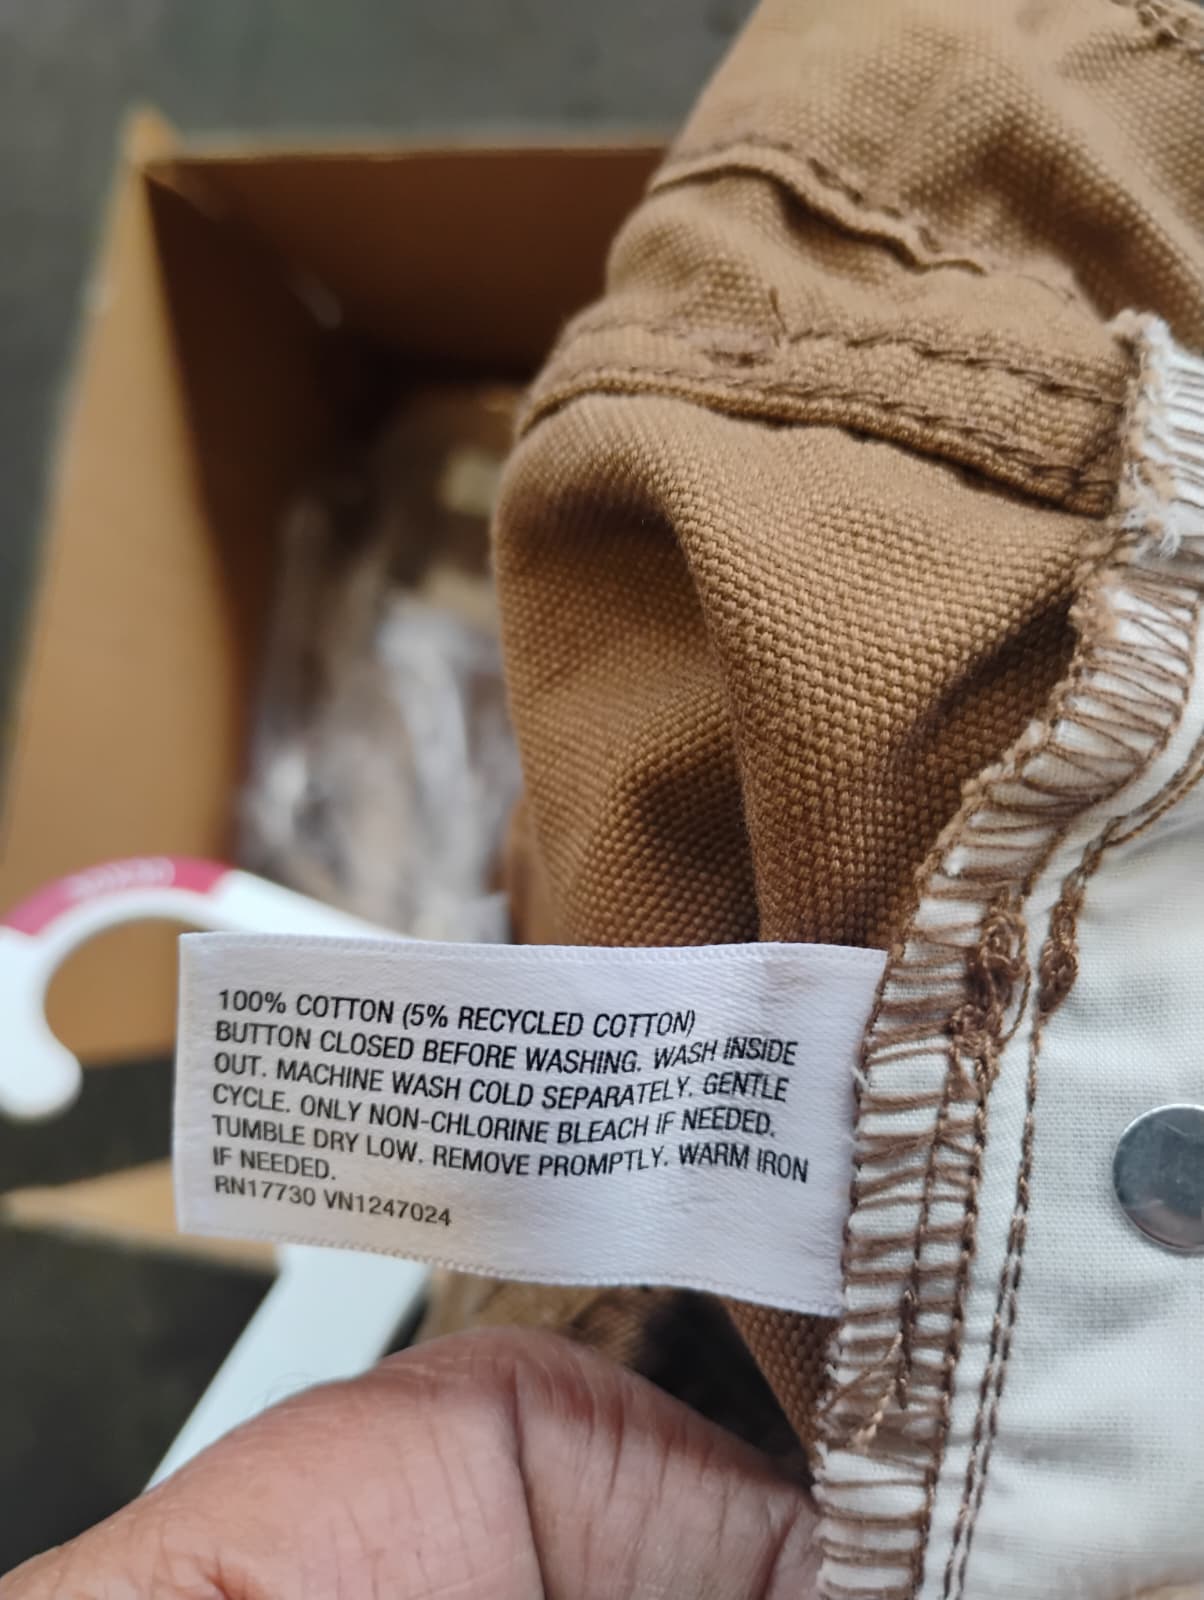 100% COTTON (5% RECYCLED COTTON)
BUTTON CLOSED BEFORE WASHING. WASH INSIDE
OUT. MACHINE WASH COLD SEPARATELY. GENTLE
CYCLE. ONLY NON-CHLORINE BLEACH IF NEEDED.
TUMBLE DRY LOW. REMOVE PROMPTLY. WARM IRON
IF NEEDED.
RN17730 VN1247024